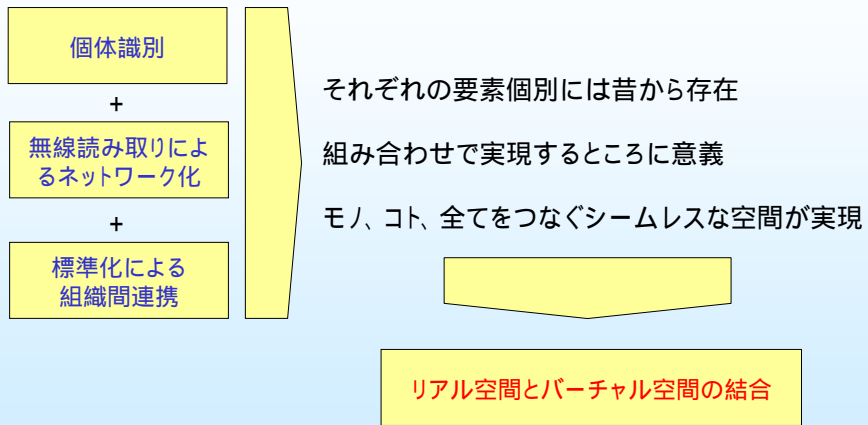 個体識別
+
無線読み取りによ
るネットワーク化
+
標準化による
組織間連携
それぞれの要素個別には昔から存在
組み合わせで実現するところに意義
モノ、コト、全てをつなぐシームレスな空間が実現
リアル空間とバーチャル空間の結合